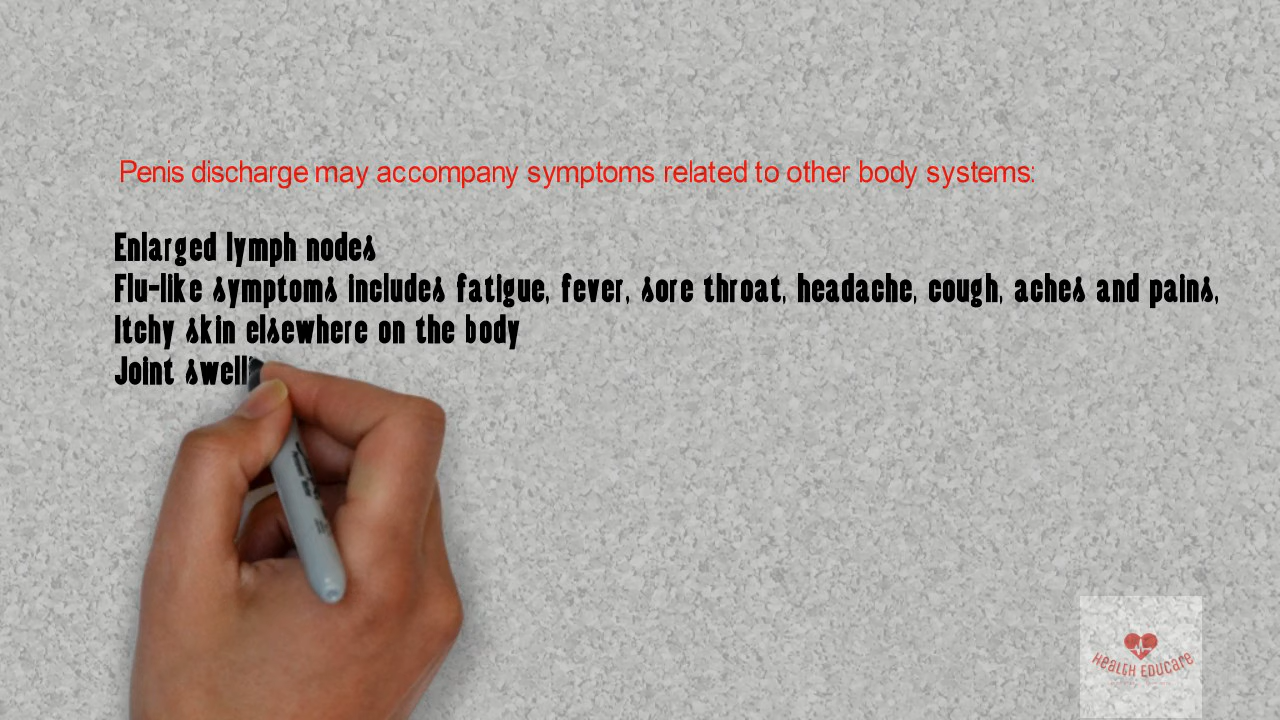 Penis discharge may accompany symptoms related to other body systems:
Enlarged lymph nodes
Flu-like symptoms includes fatigue, fever, sore throat, headache, cough, aches and pains,
Itchy skin elsewhere on the body
Joint
Health Educare